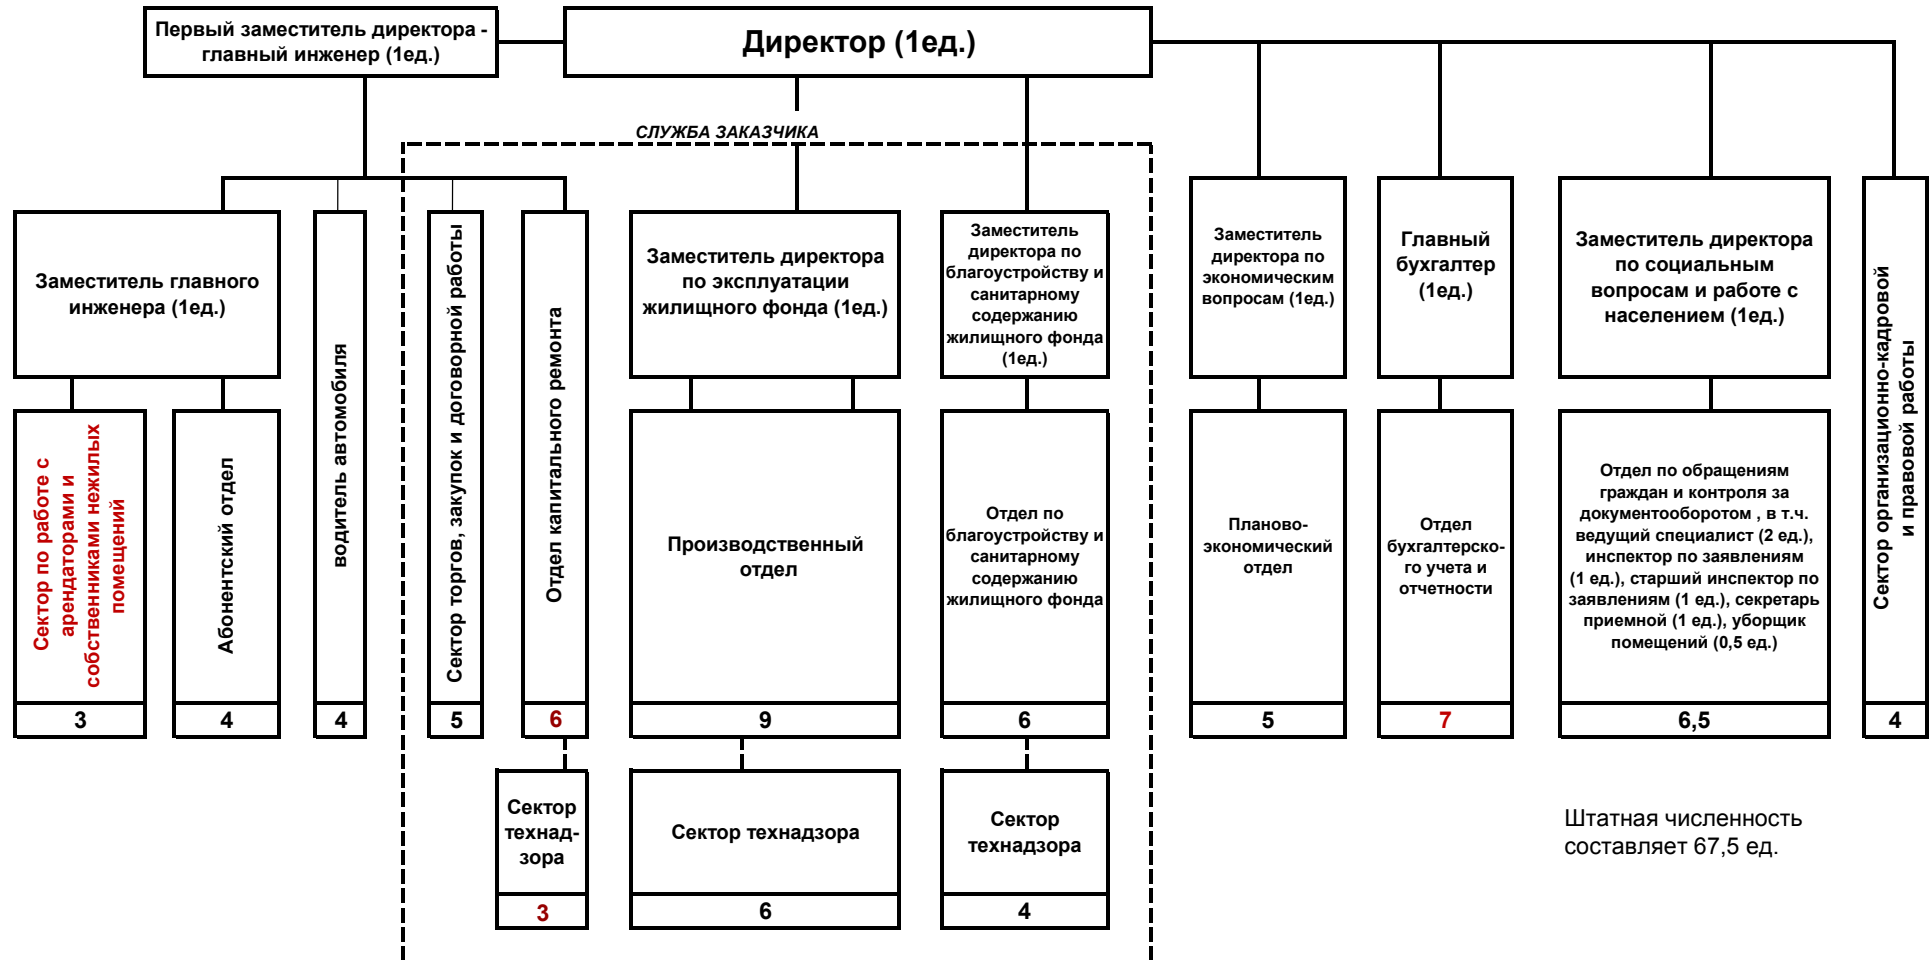 Первый заместитель директора -
главный инженер (1ед.)
Директор (1ед.)
СЛУЖБА ЗАКАЗЧИКА
Заместитель главного
инженера (1ед.)
водитель автомобиля
4
Сектор торгов, закупок и договорной работы
5
Отдел капитального ремонта
6
Заместитель директора
по эксплуатации
жилищного фонда (1ед.)
Заместитель
директора по
благоустройству и
санитарному
содержанию
жилищного фонда
(1ед.)
Заместитель
директора по
экономическим
вопросам (1ед.)
Главный
бухгалтер
(1ед.)
Заместитель директора
по социальным
вопросам и работе с
населением (1ед.)
Сектор организационно-кадровой
и правовой работы
4
Сектор по работе с
арендаторами и
собственниками нежилых
помещений
3
Абонентский отдел
4
Производственный
отдел
9
Отдел по
благоустройству и
санитарному
содержанию
жилищного фонда
6
Планово-
экономический
отдел
5
Отдел
бухгалтерско-
го учета и
отчетности
7
Отдел по обращениям
граждан и контроля за
документооборотом , в т.ч.
ведущий специалист (2 ед.),
инспектор по заявлениям
(1 ед.), старший инспектор по
заявлениям (1 ед.), секретарь
приемной (1 ед.), уборщик
помещений (0,5 ед.)
6,5
Сектор
технад-
зора
3
Сектор технадзора
6
Сектор
технадзора
4
Штатная численность
составляет 67,5 ед.